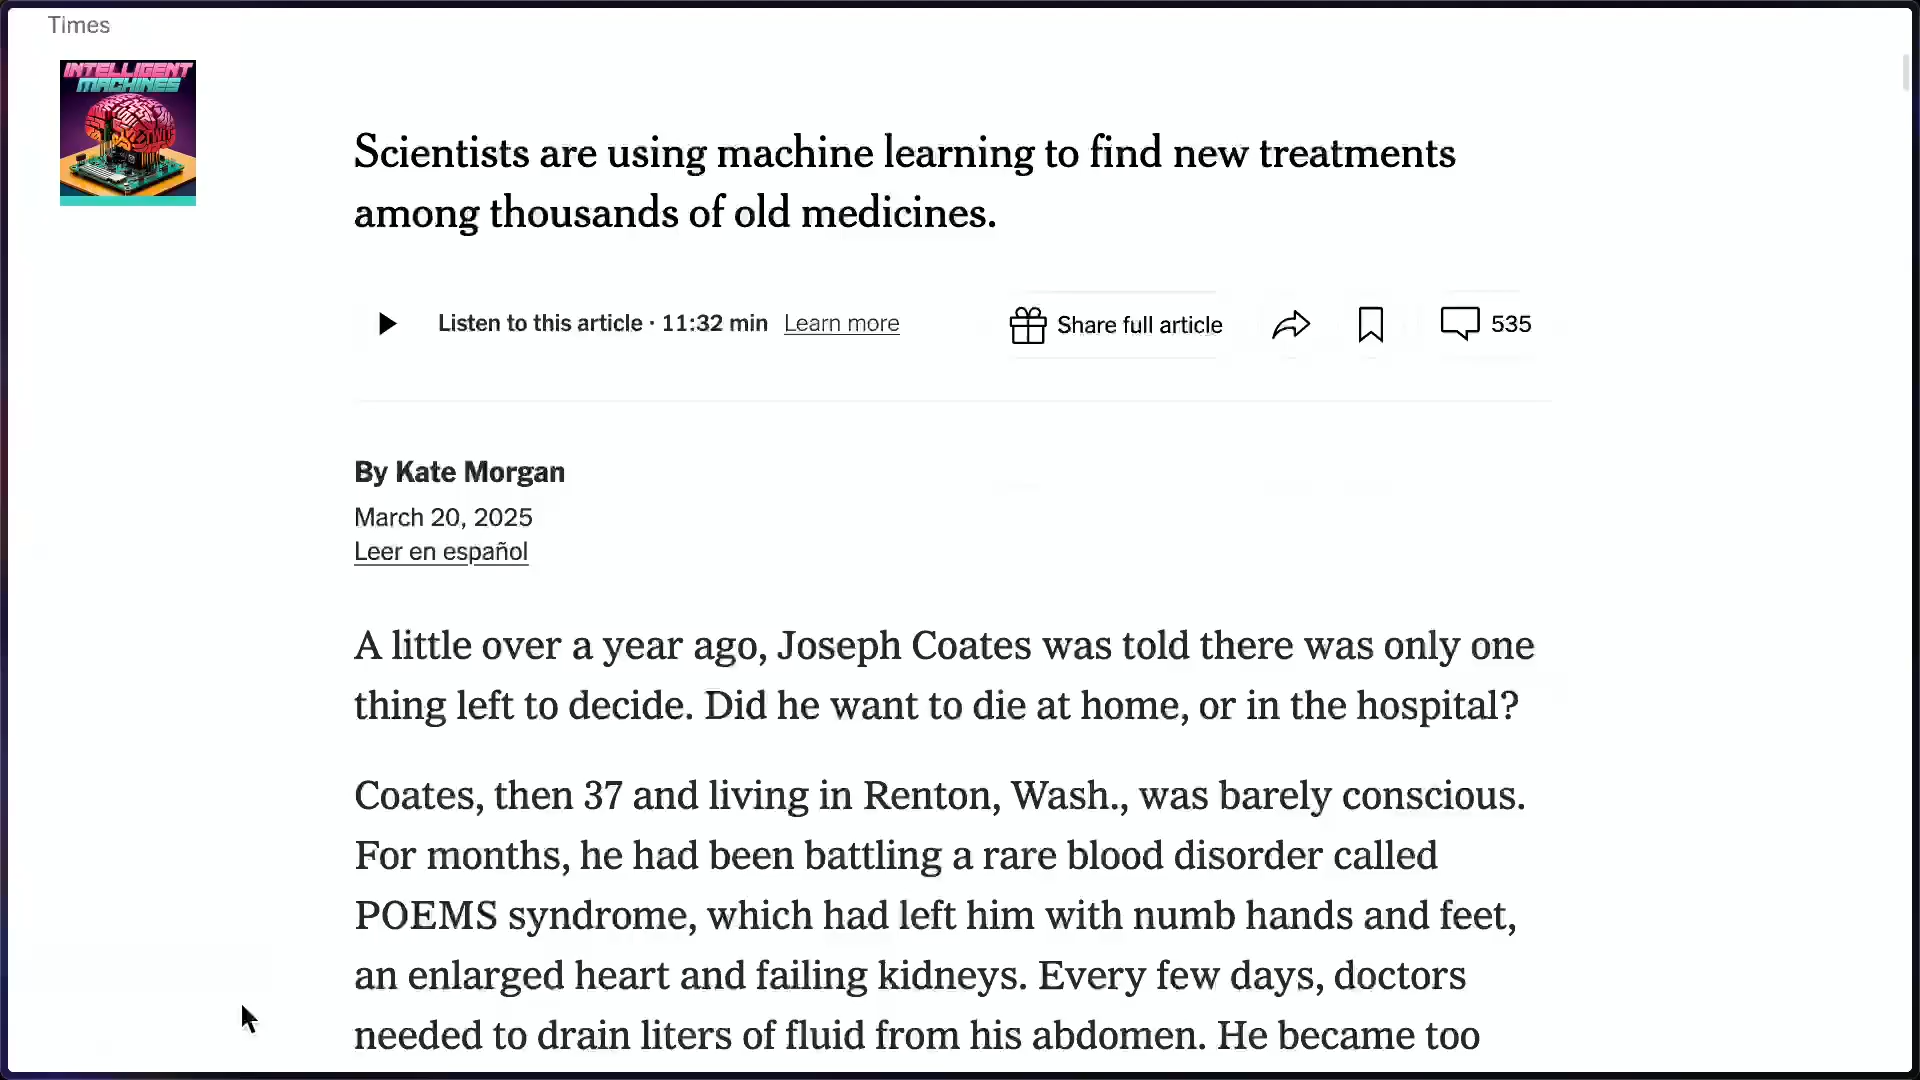 Times
INTELLIGENT
MACHINES
TWiT
Scientists are using machine learning to find new treatments
among thousands of old medicines.
Listen to this article · 11:32 min Learn more
Share full article
535
By Kate Morgan
March 20, 2025
Leer en español
A little over a year ago, Joseph Coates was told there was only one
thing left to decide. Did he want to die at home, or in the hospital?
Coates, then 37 and living in Renton, Wash., was barely conscious.
For months, he had been battling a rare blood disorder called
POEMS syndrome, which had left him with numb hands and feet,
an enlarged heart and failing kidneys. Every few days, doctors
needed to drain liters of fluid from his abdomen. He became too